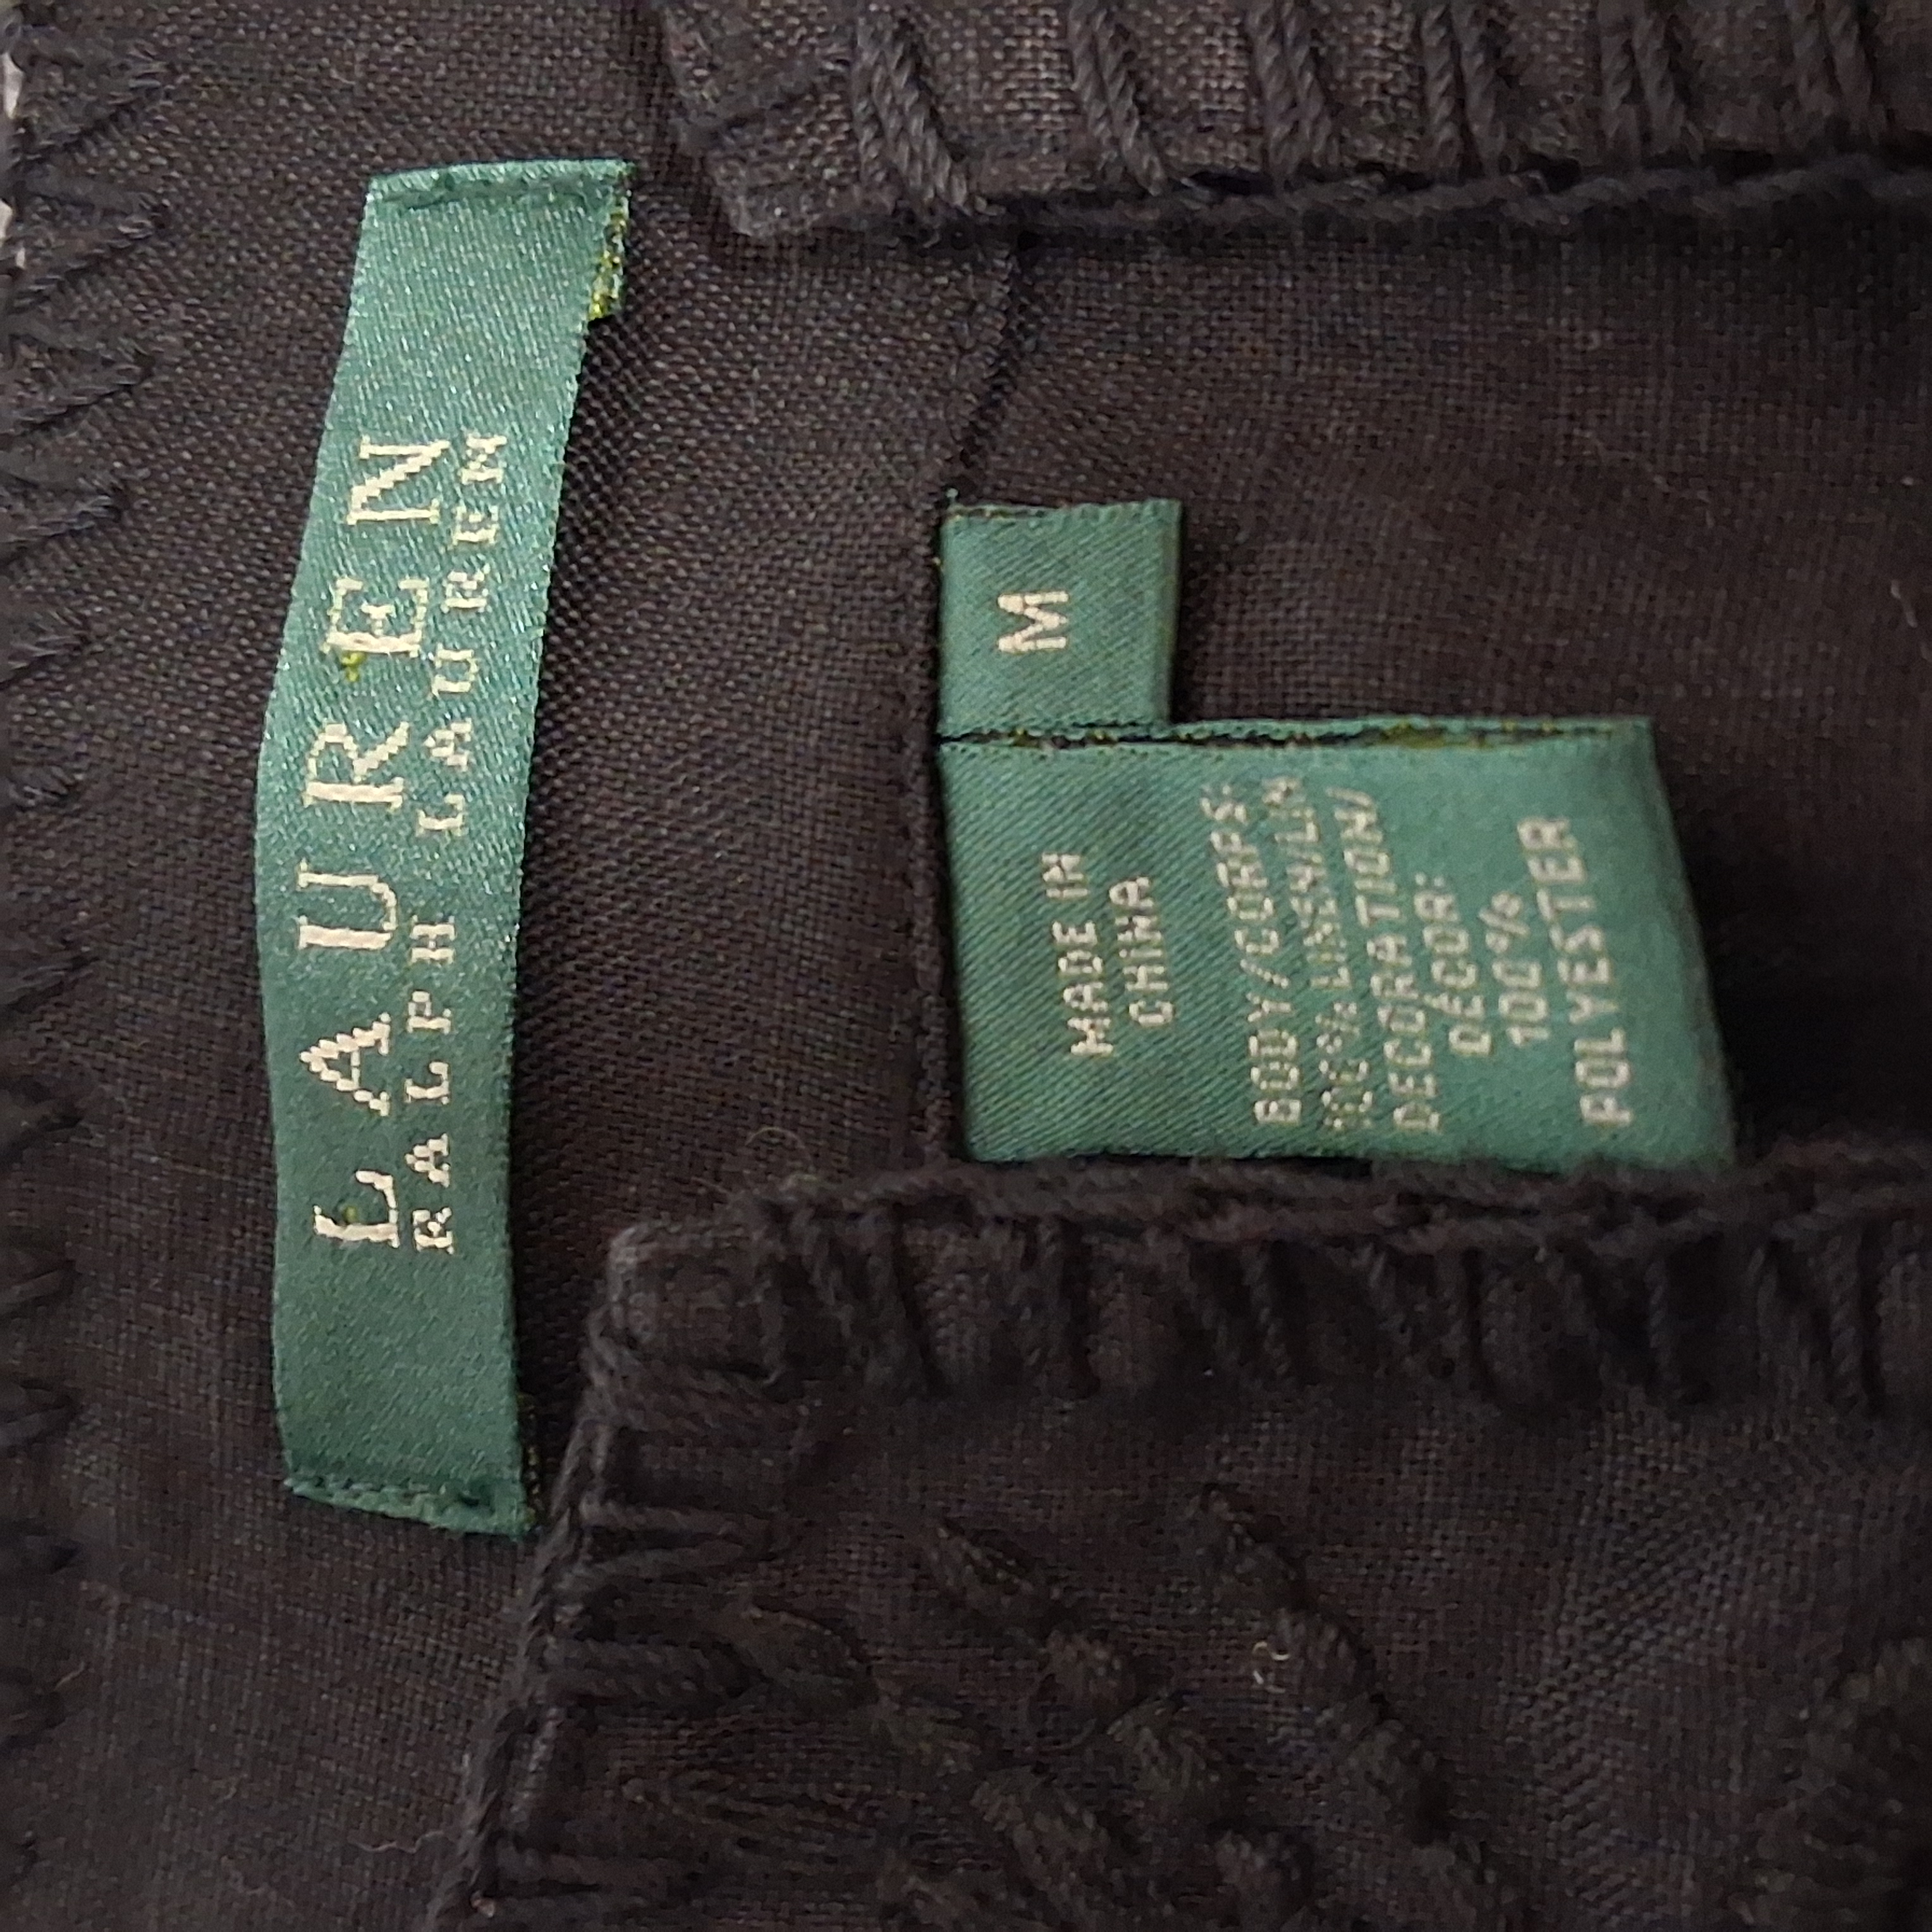 LAUREN
RALPH LAUREN
M
MADE IN
CHINA
BODY/CORPS:
100% LINEN/LIN
DECORATION/
DÉCOR:
100%
POLYESTER